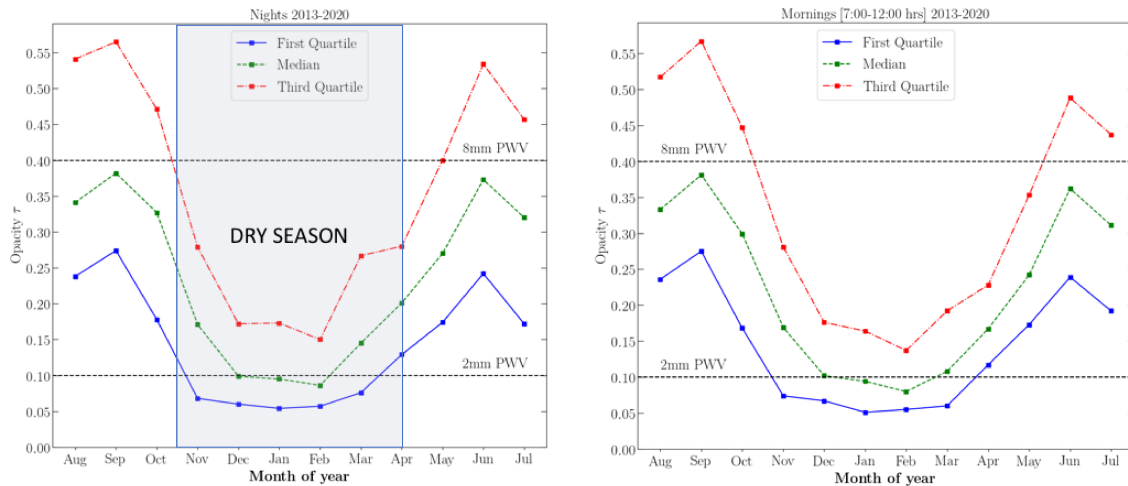 Nights 2013-2020
First Quartile
Median
Third Quartile
8mm PWV
DRY SEASON
2mm PWV
Opacity τ
0.55
0.50
0.45
0.40
0.35
0.30
0.25
0.20
0.15
0.10
0.05
0.00
Aug Sep Oct Nov Dec Jan Feb Mar Apr May Jun Jul
Month of year
Mornings [7:00-12:00 hrs] 2013-2020
First Quartile
Median
Third Quartile
8mm PWV
2mm PWV
Opacity τ
0.55
0.50
0.45
0.40
0.35
0.30
0.25
0.20
0.15
0.10
0.05
0.00
Aug Sep Oct Nov Dec Jan Feb Mar Apr May Jun Jul
Month of year